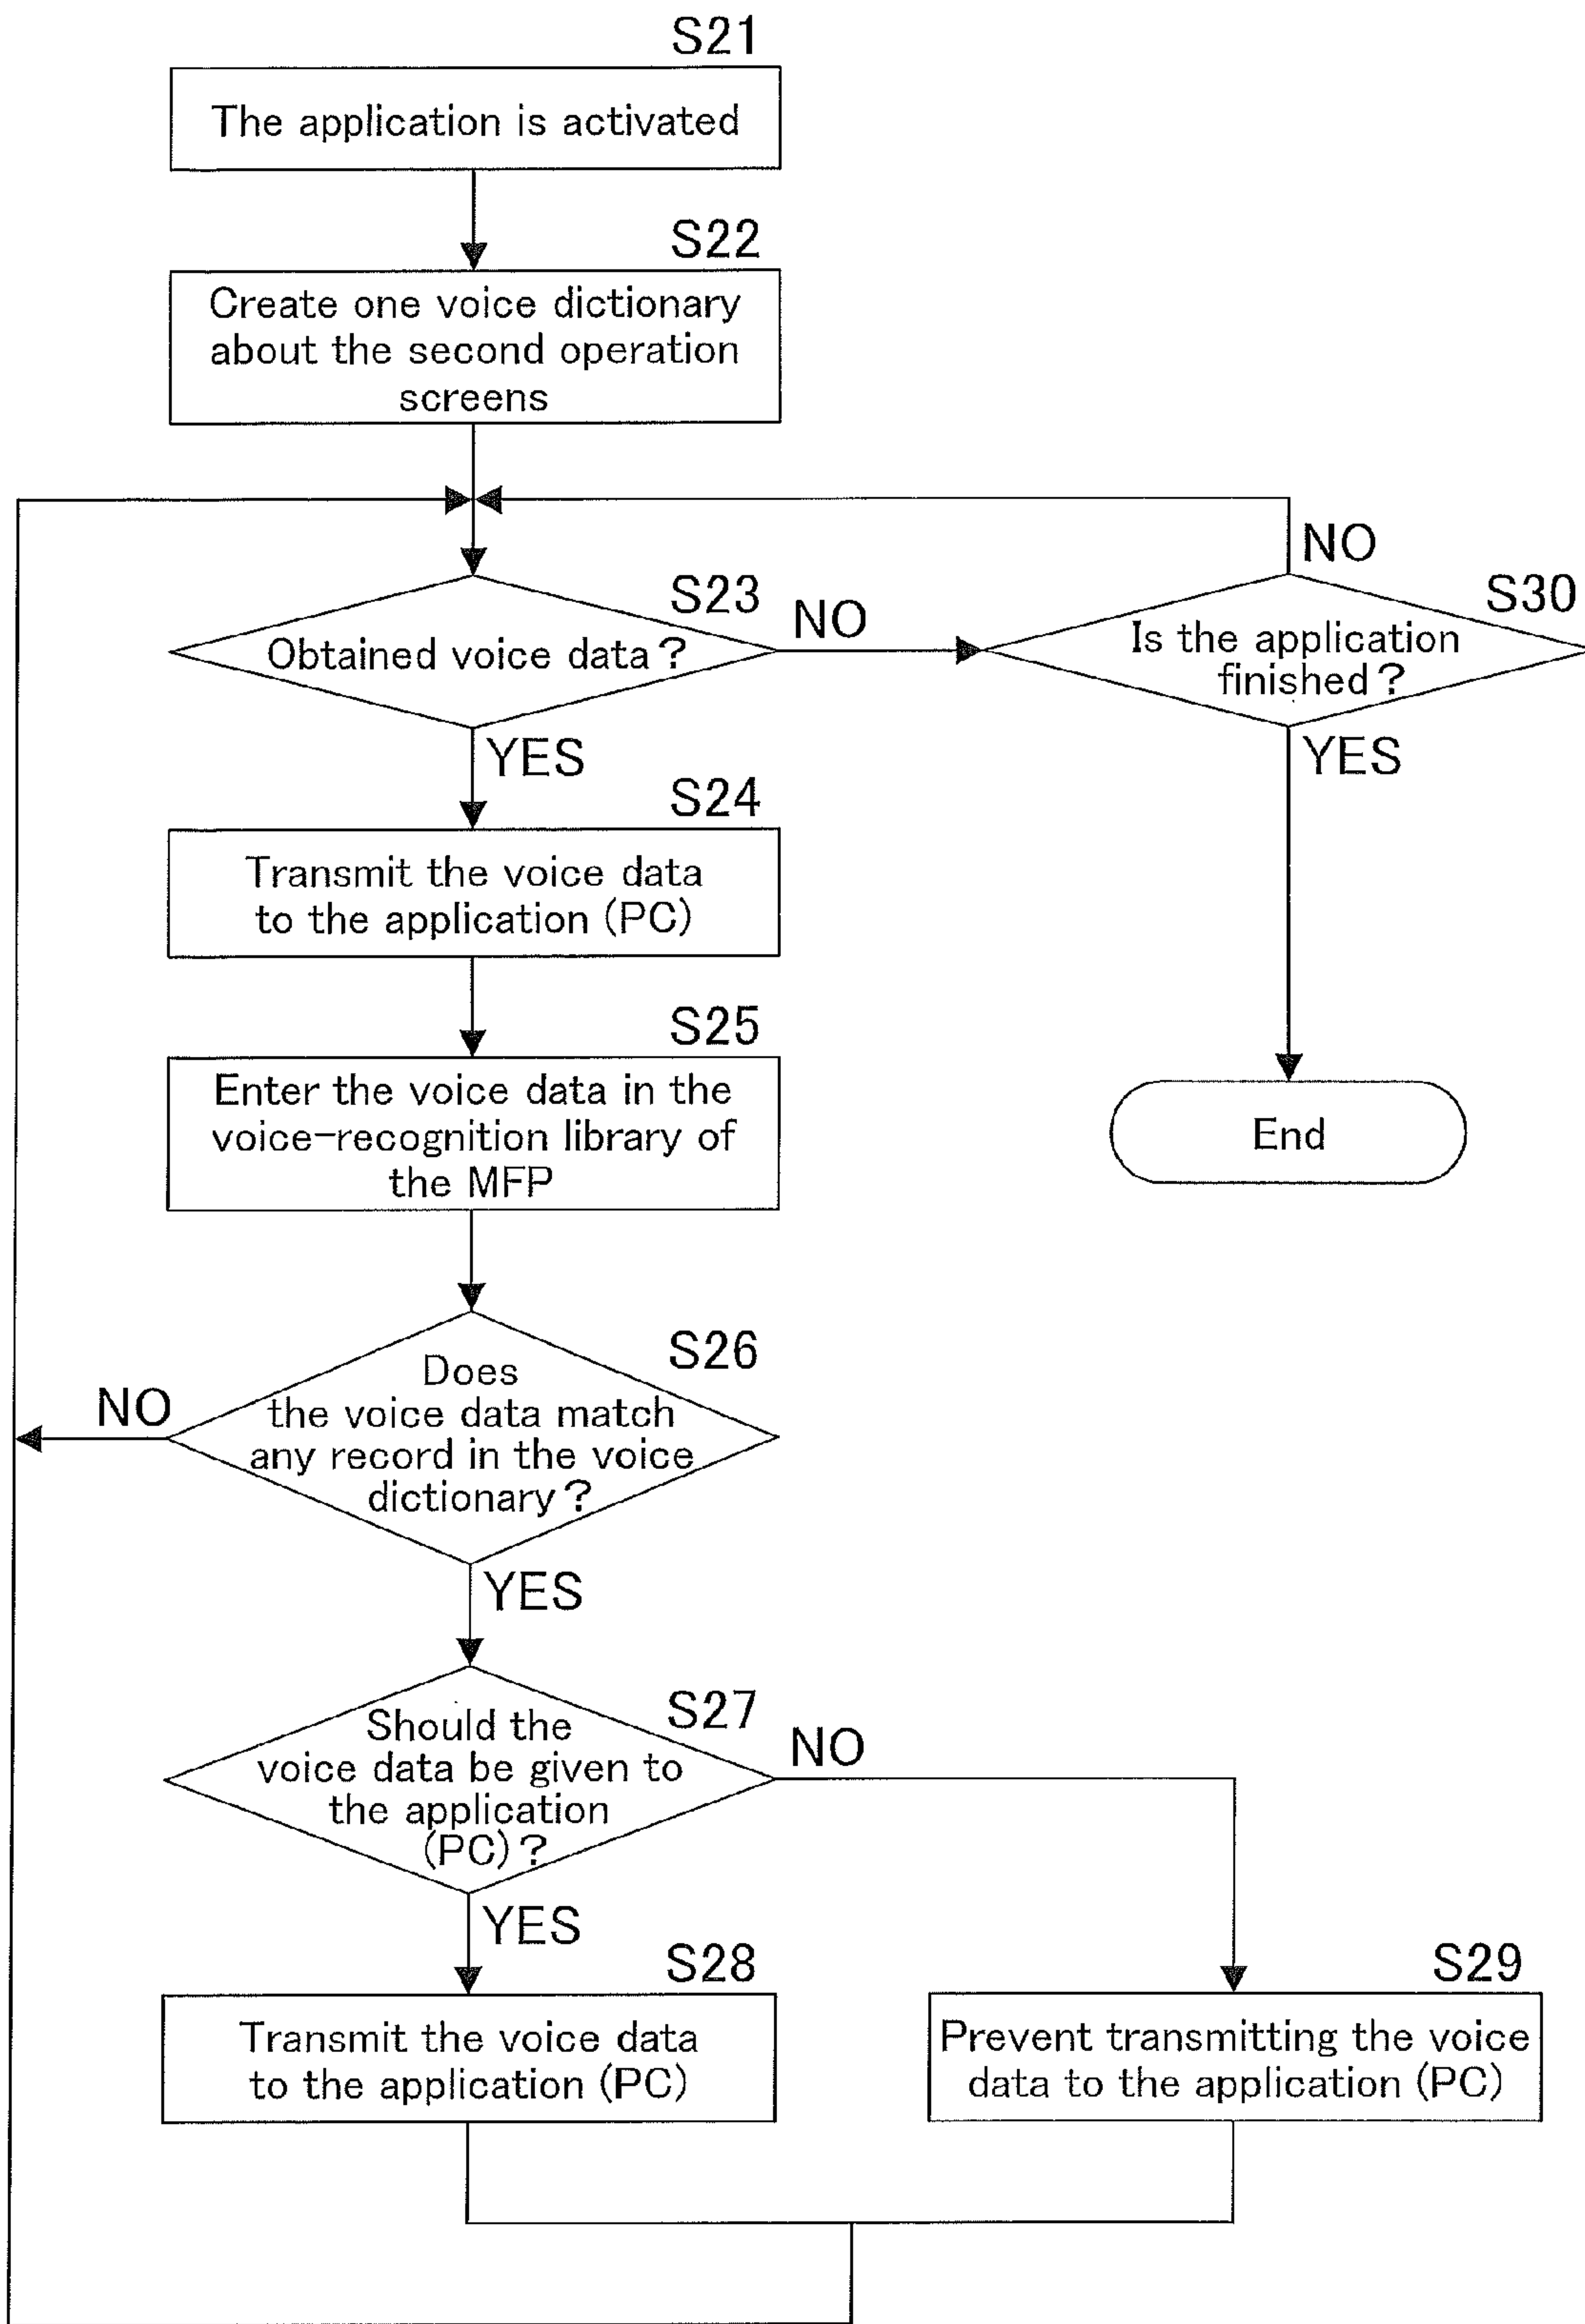 S21
The application is activated
S22
Create one voice dictionary
about the second operation
screens
NO
S23
Obtained voice data?
NO
S30
Is the application
finished?
YES
YES
S24
Transmit the voice data
to the application (PC)
S25
Enter the voice data in the
voice-recognition library of
the MFP
End
S26
Does
the voice data match
any record in the voice
dictionary?
NO
YES
S27
Should the
voice data be given to
the application
(PC)?
NO
YES
S28
Transmit the voice data
to the application (PC)
S29
Prevent transmitting the voice
data to the application (PC)